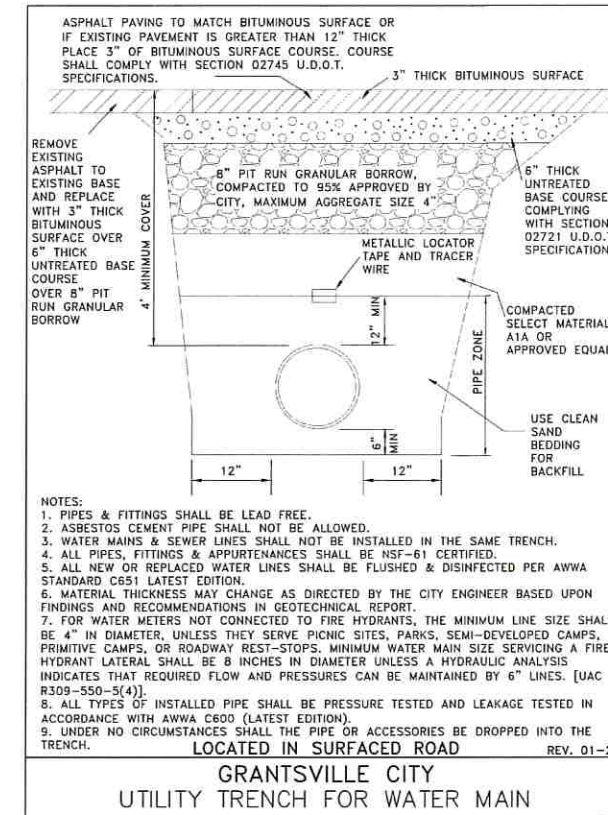 ASPHALT PAVING TO MATCH BITUMINOUS SURFACE OR
IF EXISTING PAVEMENT IS GREATER THAN 12" THICK
PLACE 3" OF BITUMINOUS SURFACE COURSE. COURSE
SHALL COMPLY WITH SECTION 02745 U.D.O.T.
SPECIFICATIONS.
3" THICK BITUMINOUS SURFACE
REMOVE
EXISTING
ASPHALT TO
EXISTING BASE
AND REPLACE
WITH 3" THICK
BITUMINOUS
SURFACE OVER
6" THICK
UNTREATED BASE
COURSE
OVER 8" PIT
RUN GRANULAR
BORROW
4' MINIMUM COVER
8" PIT RUN GRANULAR BORROW,
COMPACTED TO 95% APPROVED BY
CITY, MAXIMUM AGGREGATE SIZE 4"
METALLIC LOCATOR
TAPE AND TRACER
WIRE
6" THICK
UNTREATED
BASE COURSE
COMPLYING
WITH SECTION
02721 U.D.O.T
SPECIFICATION
12" MIN
PIPE ZONE
COMPACTED
SELECT MATERIAL
A1A OR
APPROVED EQUAL
6" MIN
USE CLEAN
SAND
BEDDING
FOR
BACKFILL
12"
12"
NOTES:
1. PIPES & FITTINGS SHALL BE LEAD FREE.
2. ASBESTOS CEMENT PIPE SHALL NOT BE ALLOWED.
3. WATER MAINS & SEWER LINES SHALL NOT BE INSTALLED IN THE SAME TRENCH.
4. ALL PIPES, FITTINGS & APPURTENANCES SHALL BE NSF-61 CERTIFIED.
5. ALL NEW OR REPLACED WATER LINES SHALL BE FLUSHED & DISINFECTED PER AWWA
STANDARD C651 LATEST EDITION.
6. MATERIAL THICKNESS MAY CHANGE AS DIRECTED BY THE CITY ENGINEER BASED UPON
FINDINGS AND RECOMMENDATIONS IN GEOTECHNICAL REPORT.
7. FOR WATER METERS NOT CONNECTED TO FIRE HYDRANTS, THE MINIMUM LINE SIZE SHALL
BE 4" IN DIAMETER, UNLESS THEY SERVE PICNIC SITES, PARKS, SEMI-DEVELOPED CAMPS,
PRIMITIVE CAMPS, OR ROADWAY REST-STOPS. MINIMUM WATER MAIN SIZE SERVICING A FIRE
HYDRANT LATERAL SHALL BE 8 INCHES IN DIAMETER UNLESS A HYDRAULIC ANALYSIS
INDICATES THAT REQUIRED FLOW AND PRESSURES CAN BE MAINTAINED BY 6" LINES. [UAC
R309-550-5(4)].
8. ALL TYPES OF INSTALLED PIPE SHALL BE PRESSURE TESTED AND LEAKAGE TESTED IN
ACCORDANCE WITH AWWA C600 (LATEST EDITION).
9. UNDER NO CIRCUMSTANCES SHALL THE PIPE OR ACCESSORIES BE DROPPED INTO THE
TRENCH.
LOCATED IN SURFACED ROAD
REV. 01-2
GRANTSVILLE CITY
UTILITY TRENCH FOR WATER MAIN